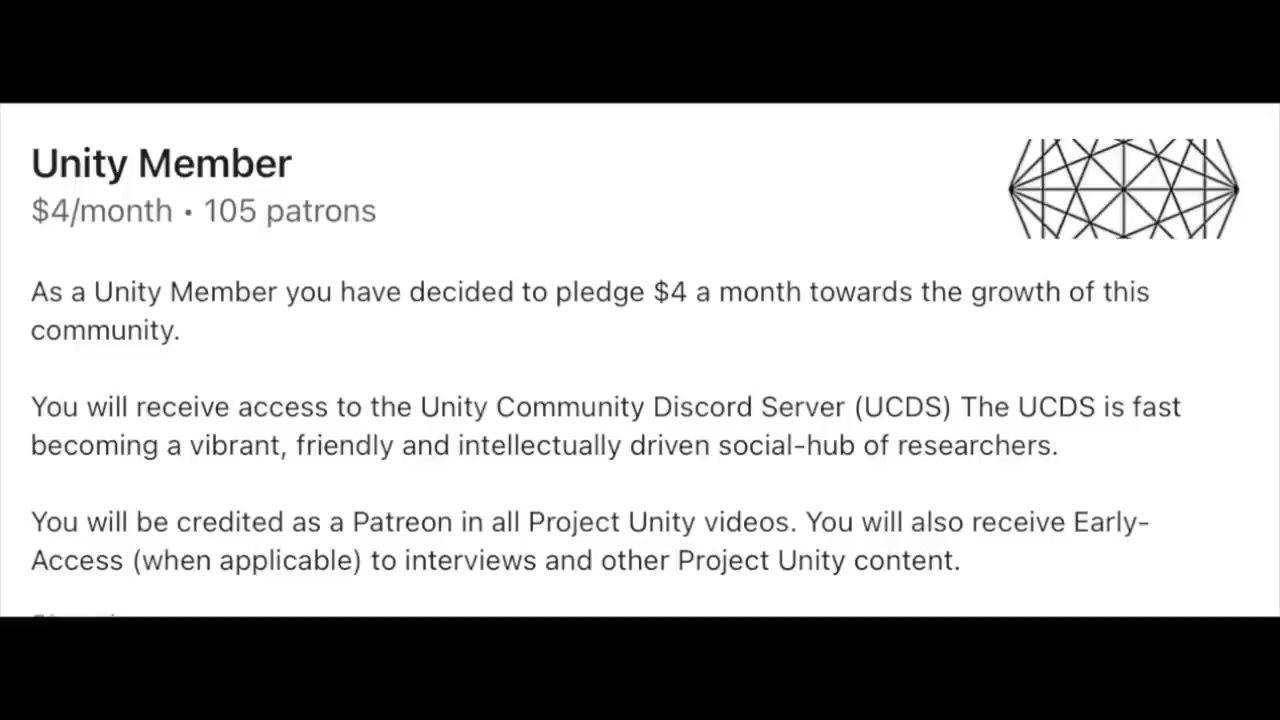 Unity Member
$4/month • 105 patrons
As a Unity Member you have decided to pledge $4 a month towards the growth of this
community.
You will receive access to the Unity Community Discord Server (UCDS) The UCDS is fast
becoming a vibrant, friendly and intellectually driven social-hub of researchers.
You will be credited as a Patreon in all Project Unity videos. You will also receive Early-
Access (when applicable) to interviews and other Project Unity content.